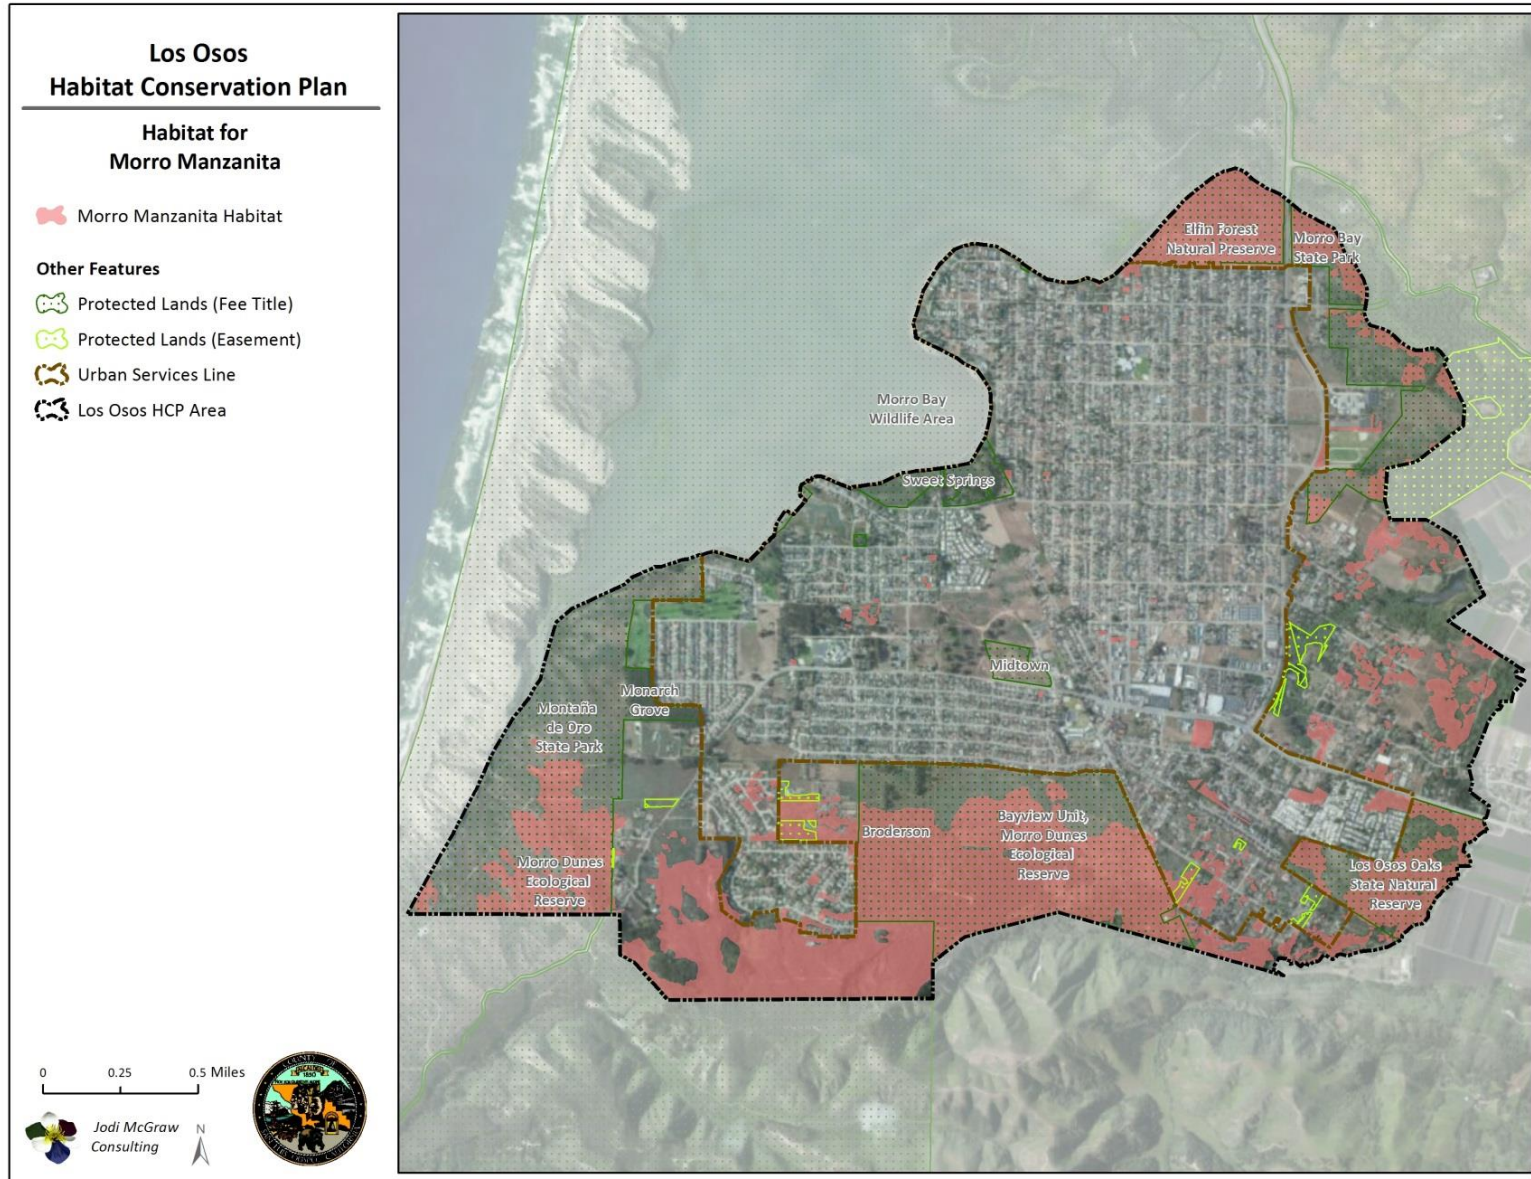 Los Osos
Habitat Conservation Plan
Habitat for
Morro Manzanita
Morro Manzanita Habitat
Other Features
Protected Lands (Fee Title)
Protected Lands (Easement)
Urban Services Line
Los Osos HCP Area
0 0.25 0.5 Miles
Jodi McGraw
Consulting
N
COUNTY OF
1850
Elfin Forest
Natural Preserve
Morro Bay
State Park
Morro Bay
Wildlife Area
Sweet Springs
Midtown
Monarch
Grove
Montaña
de Oro
State Park
Morro Dunes
Ecological
Reserve
Broderson
Bayview Unit,
Morro Dunes
Ecological
Reserve
Los Osos Oaks
State Natural
Reserve